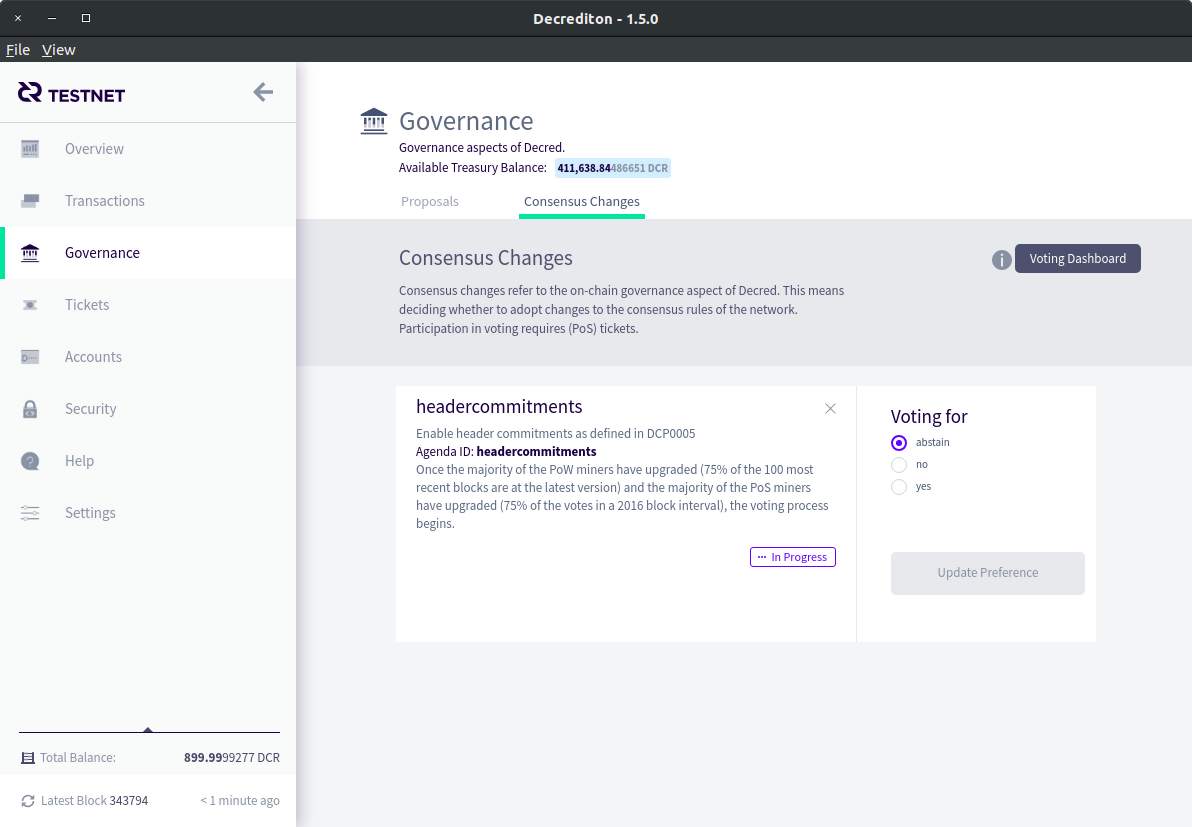 Decrediton - 1.5.0
File View
TESTNET
Overview
Transactions
Governance
Tickets
Accounts
Security
Help
Settings
Total Balance: 899.9999277 DCR
Latest Block 343794 < 1 minute ago
Governance
Governance aspects of Decred.
Available Treasury Balance: 411,638.84486651 DCR
Proposals Consensus Changes
Consensus Changes
Voting Dashboard
Consensus changes refer to the on-chain governance aspect of Decred. This means
deciding whether to adopt changes to the consensus rules of the network.
Participation in voting requires (PoS) tickets.
headercommitments
Enable header commitments as defined in DCP0005
Agenda ID: headercommitments
Once the majority of the PoW miners have upgraded (75% of the 100 most
recent blocks are at the latest version) and the majority of the PoS miners
have upgraded (75% of the votes in a 2016 block interval), the voting process
begins.
In Progress
Voting for
abstain
no
yes
Update Preference